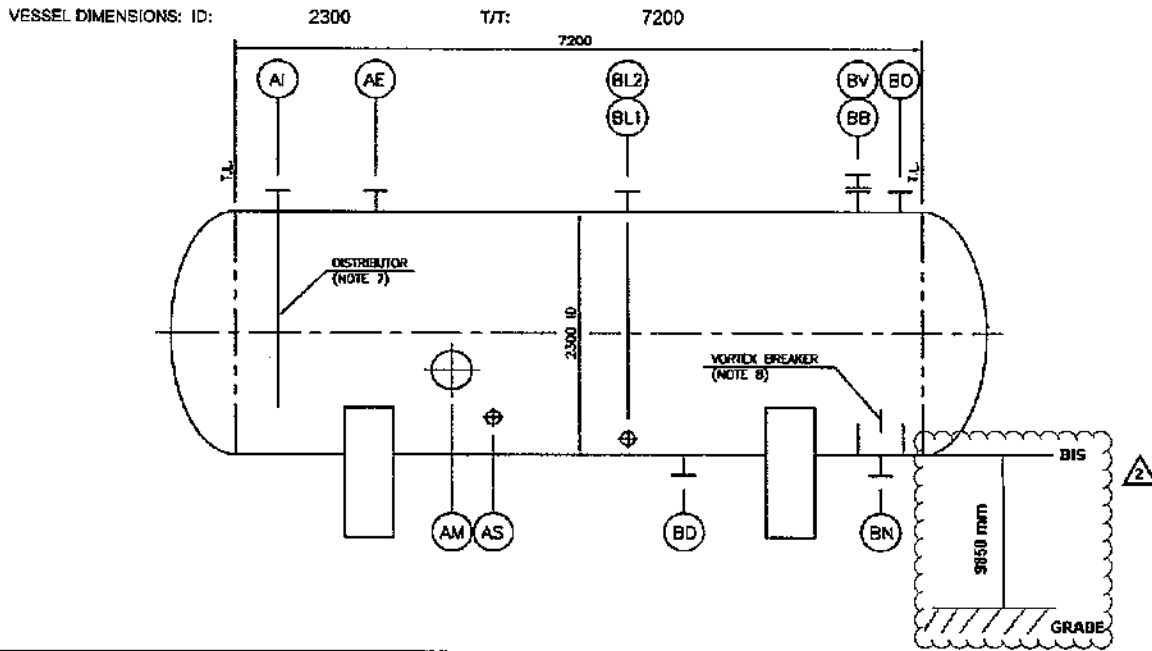 VESSEL DIMENSIONS: ID: 2300 T/T: 7200
7200
AI AE BL2 BV BO
BL1 BB
T.L. T.L.
DISTRIBUTOR
(NOTE 7)
2300 ID
VORTEX BREAKER
(NOTE 8)
BIS
2
AM AS BD BN
9850 mm
GRADE